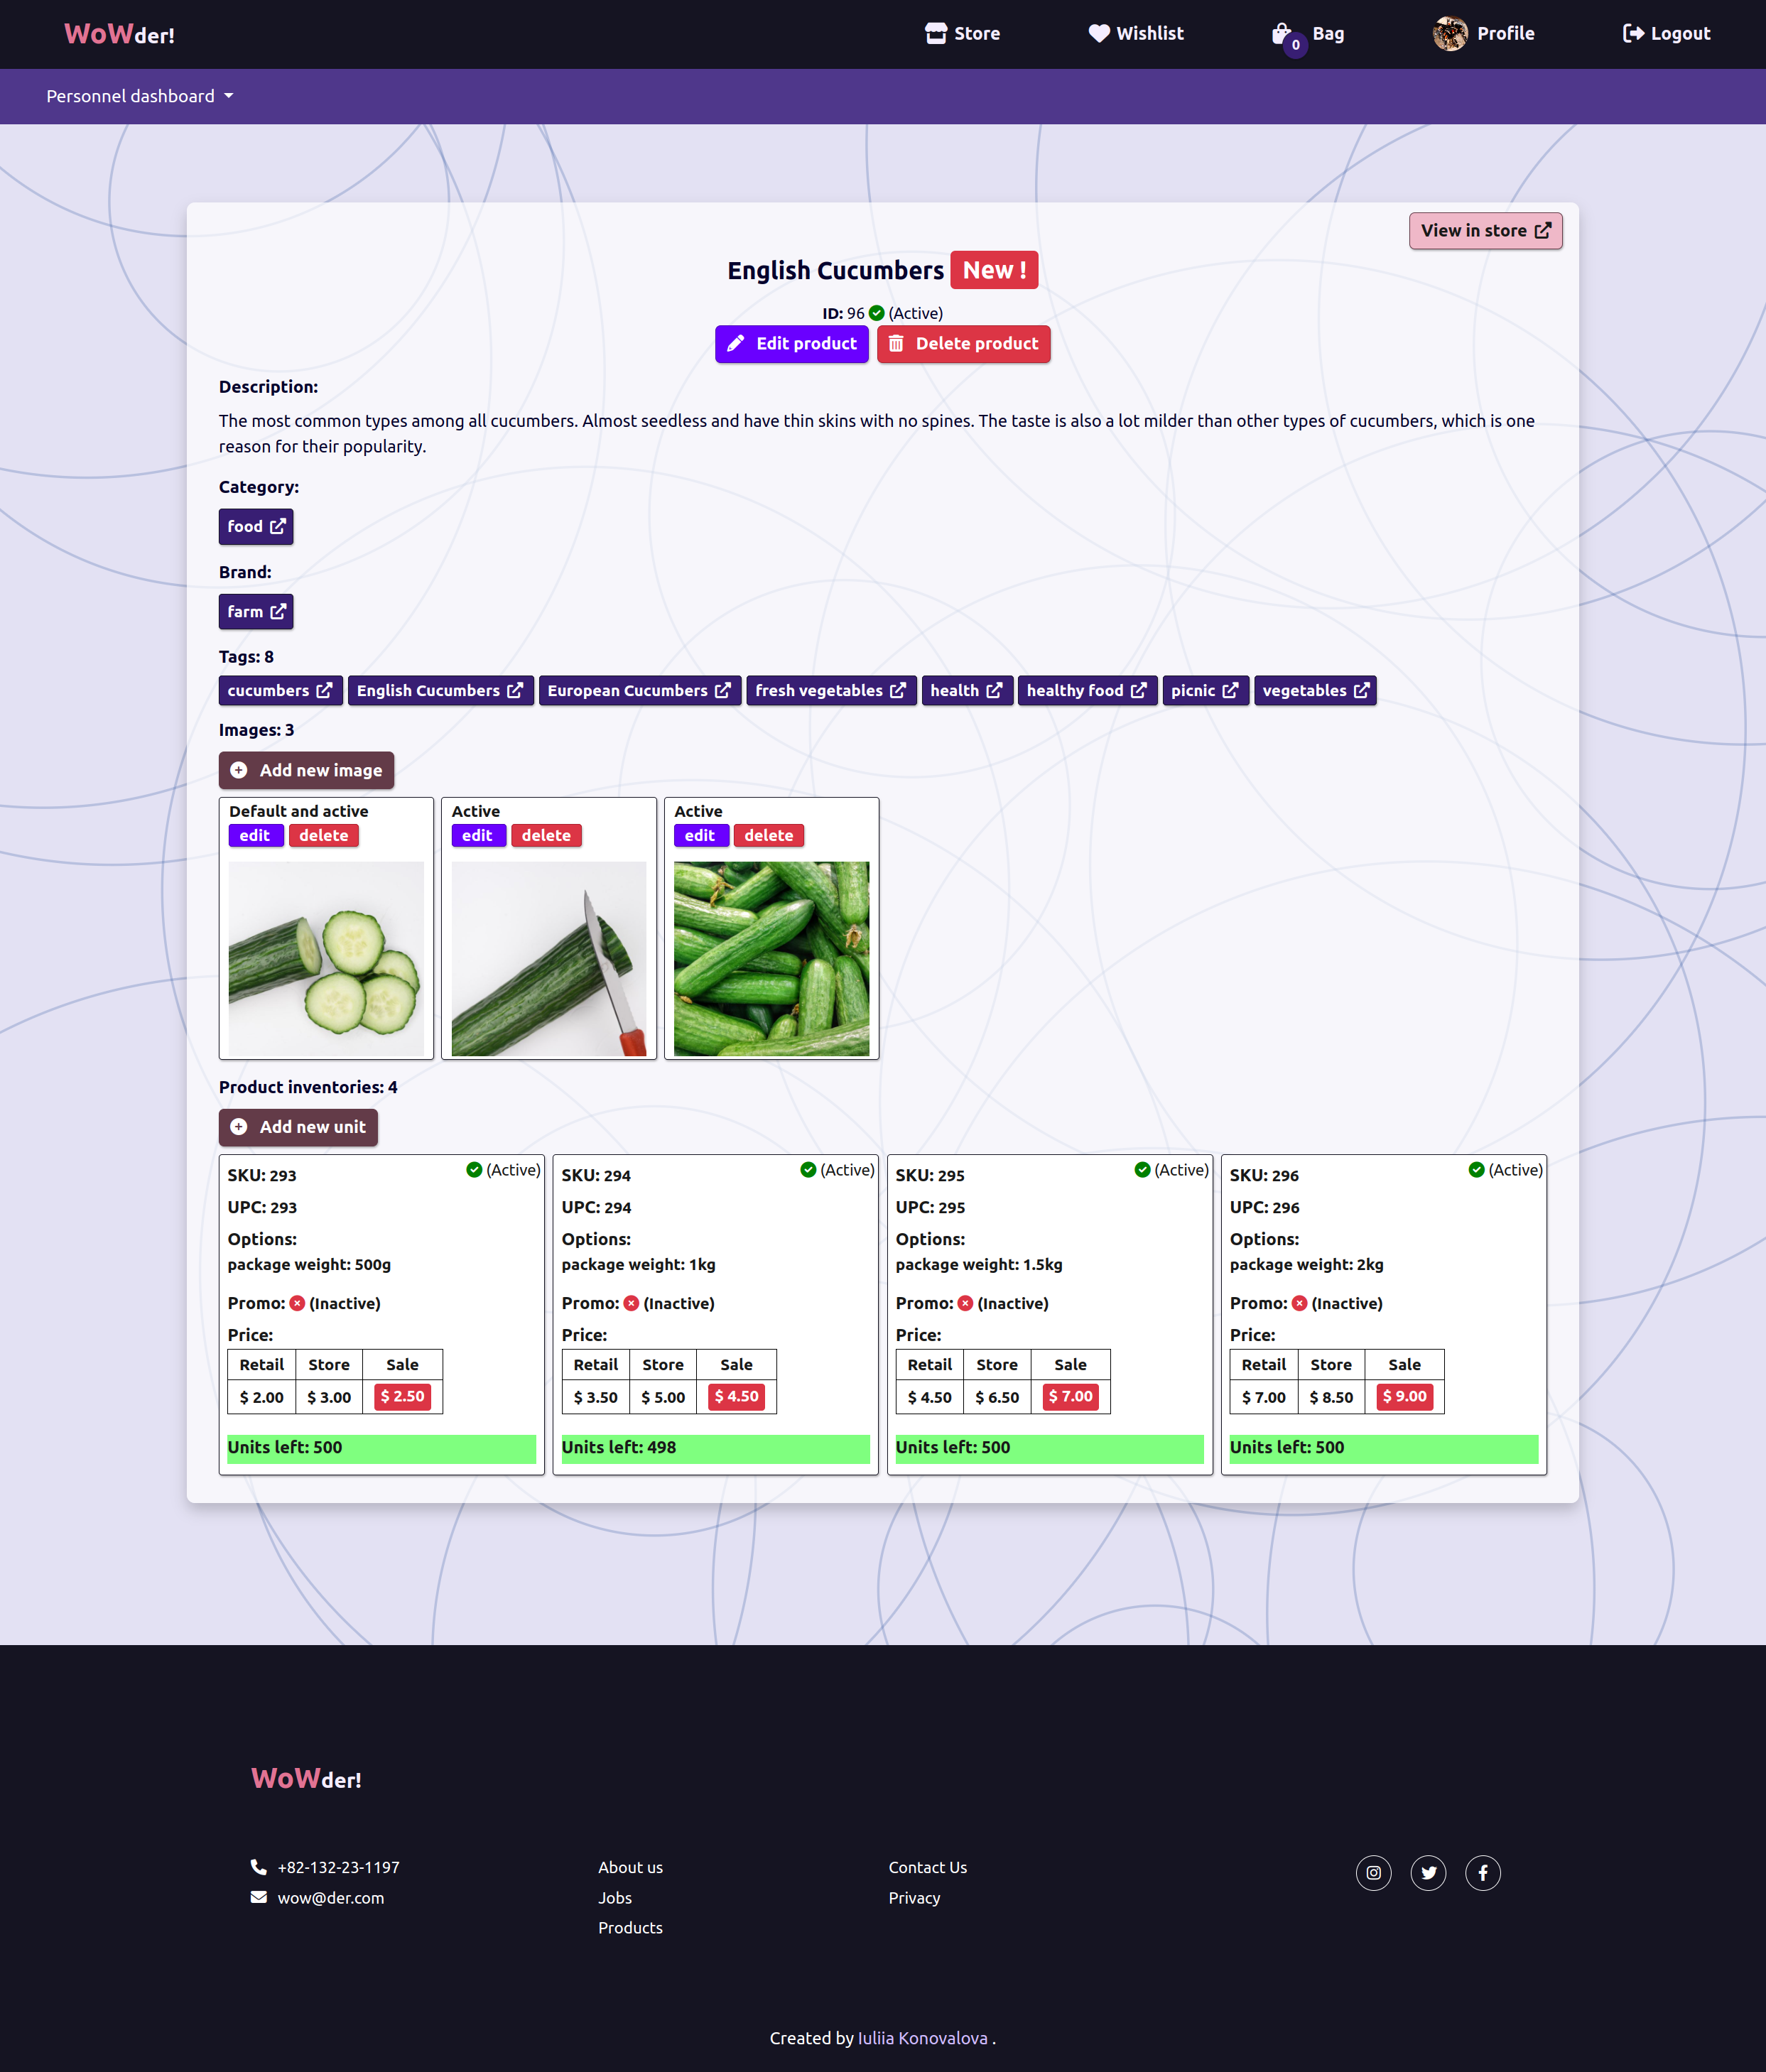 WoWder!
Store
Wishlist
0
Bag
Profile
Logout
Personnel dashboard
View in store
English Cucumbers New !
ID: 96 (Active)
Edit product
Delete product
Description:
The most common types among all cucumbers. Almost seedless and have thin skins with no spines. The taste is also a lot milder than other types of cucumbers, which is one
reason for their popularity.
Category:
food
Brand:
farm
Tags: 8
cucumbers English Cucumbers European Cucumbers fresh vegetables health healthy food picnic vegetables
Images: 3
Add new image
Default and active
edit delete
Active
edit delete
Active
edit delete
Product inventories: 4
Add new unit
(Active)
SKU: 293
UPC: 293
Options:
package weight: 500g
Promo: (Inactive)
Price:
Retail Store Sale
$ 2.00 $ 3.00 $ 2.50
Units left: 500
(Active)
SKU: 294
UPC: 294
Options:
package weight: 1kg
Promo: (Inactive)
Price:
Retail Store Sale
$ 3.50 $ 5.00 $ 4.50
Units left: 498
(Active)
SKU: 295
UPC: 295
Options:
package weight: 1.5kg
Promo: (Inactive)
Price:
Retail Store Sale
$ 4.50 $ 6.50 $ 7.00
Units left: 500
(Active)
SKU: 296
UPC: 296
Options:
package weight: 2kg
Promo: (Inactive)
Price:
Retail Store Sale
$ 7.00 $ 8.50 $ 9.00
Units left: 500
WoWder!
+82-132-23-1197
wow@der.com
About us
Jobs
Products
Contact Us
Privacy
Created by Iuliia Konovalova .